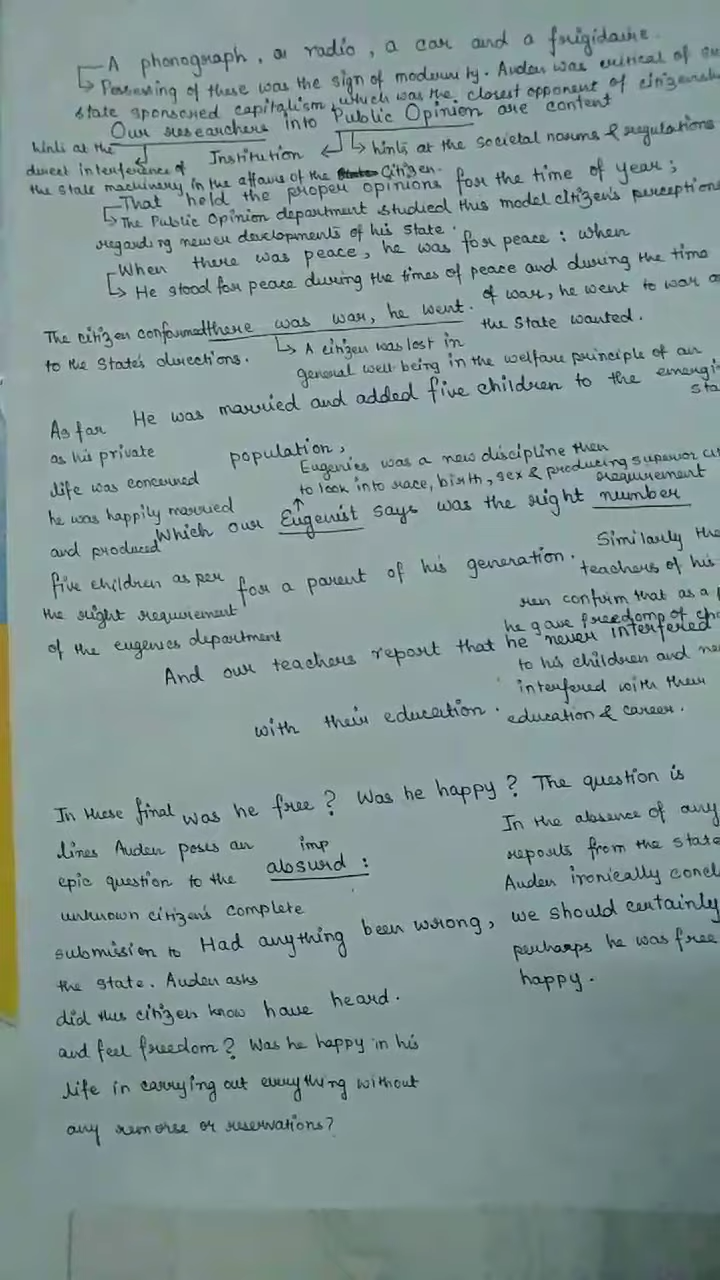 A phonograph, a radio, a car and a frigidaire.
Possessing of these was the sign of modernity. Auden was critical of
state sponsored capitalism, which was the closest opponent of
Our researchers into Public Opinion are content
hints at the
direct interference of
the state machinery in the affairs of the Citizen.
Institution
hints at the societal norms & regulations
That held the proper opinions for the time of year;
The Public Opinion department studied this model citizen's perception
regarding newer developments of his state.
When there was peace, he was for peace: when
He stood for peace during the times of peace and during the time
of war, he went to war
the state wanted.
there was war, he went.
The citizen conformed
to the state's directions.
A citizen was lost in
general well being in the welfare principle of an
He was married and added five children to the
population,
As far
as his private
life was concerned
he was happily married
and produced
five children as per
the right requirement
of the eugenics department
Eugenics was a new discipline then
to look into race, birth, sex & producing superior
requirement
Which our Eugenist says was the right number
for a parent of his generation.
Similarly the
teachers of his
confirm that as a
he gave freedomp of
to his children and
interfered with their
education & career.
And our teachers report that he never interfered
with their education.
was he free? Was he happy? The question is
absurd:
imp
In these final
lines Auden poses an
epic question to the
unknown citizen's complete
submission to
the state. Auden asks
did this citizen know
and feel freedom? Was he happy in his
life in carrying out everything without
any remorse or reservations?
In the absence of any
reports from the state
Auden ironically
perharps he was free
happy.
Had anything been wrong, we should certainly
have heard.